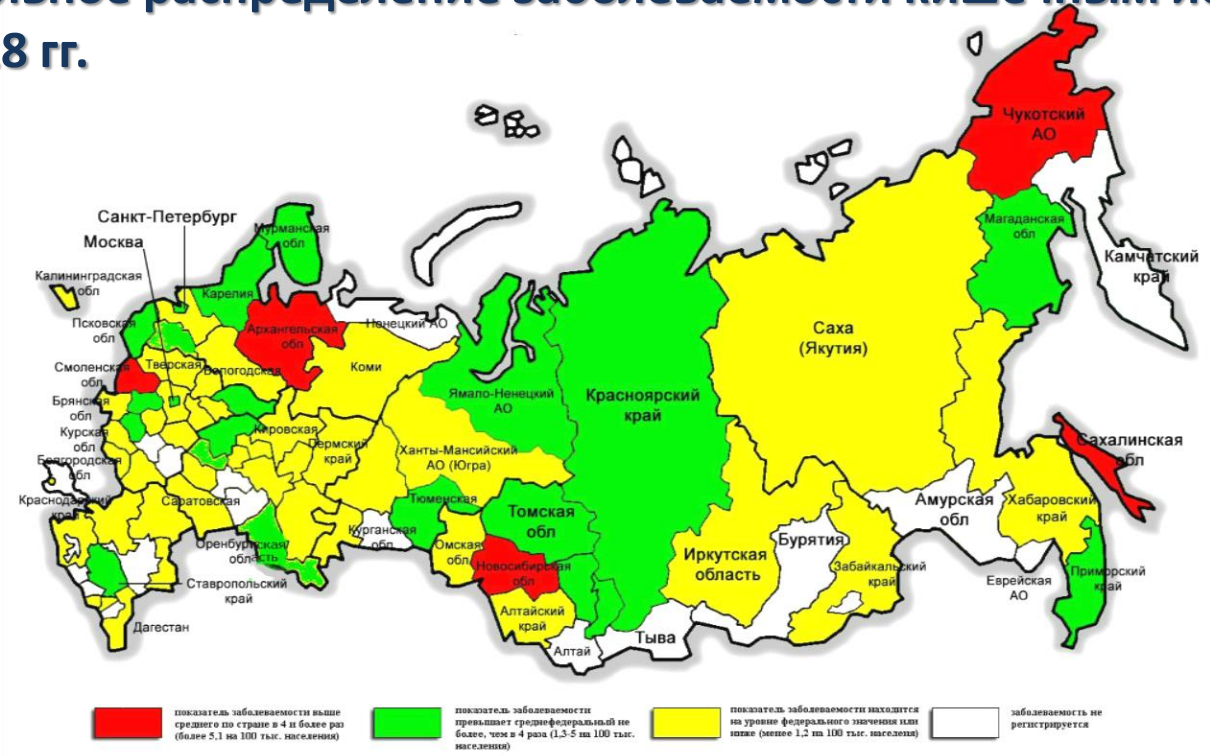 льное распределение заболеваемости кишечным
8 гг.
Чукотский
АО
Санкт-Петербург
Мурманская
обл
Магаданская
обл
Москва
Камчатский
край
Калининградская
обл
Карелия
Псковская
обл
Архангельская
обл
Ненецкий АО
Саха
(Якутия)
Смоленская
обл.
Тверская
Вологодская
Коми
Ямало-Ненецкий
АО
Красноярский
край
Брянская
обл
Курская
обл
Кировская
Пермский
край
Ханты-Мансийский
АО (Югра)
Сахалинская
обл
Белгородская
обл
Краснодарский
край
Саратовская
Тюменская
Томская
обл
Амурская
обл
Хабаровский
край
Курганская
обл
Омская
обл.
Оренбургская
область
Новосибирская
обл
Иркутская
область
Бурятия
Забайкальский
край
Еврейская
АО
Приморский
край
Ставропольский
край
Алтайский
край
Дагестан
Алтай
Тыва
показатель заболеваемости выше
среднего по стране в 4 и более раз
(более 5,1 на 100 тыс. населения)
показатель заболеваемости
превышает среднефедеральный не
более, чем в 4 раза (1,3-5 на 100 тыс.
населения)
показатель заболеваемости находится
на уровне федерального значения или
ниже (менее 1,2 на 100 тыс. населения)
заболеваемость не
регистрируется